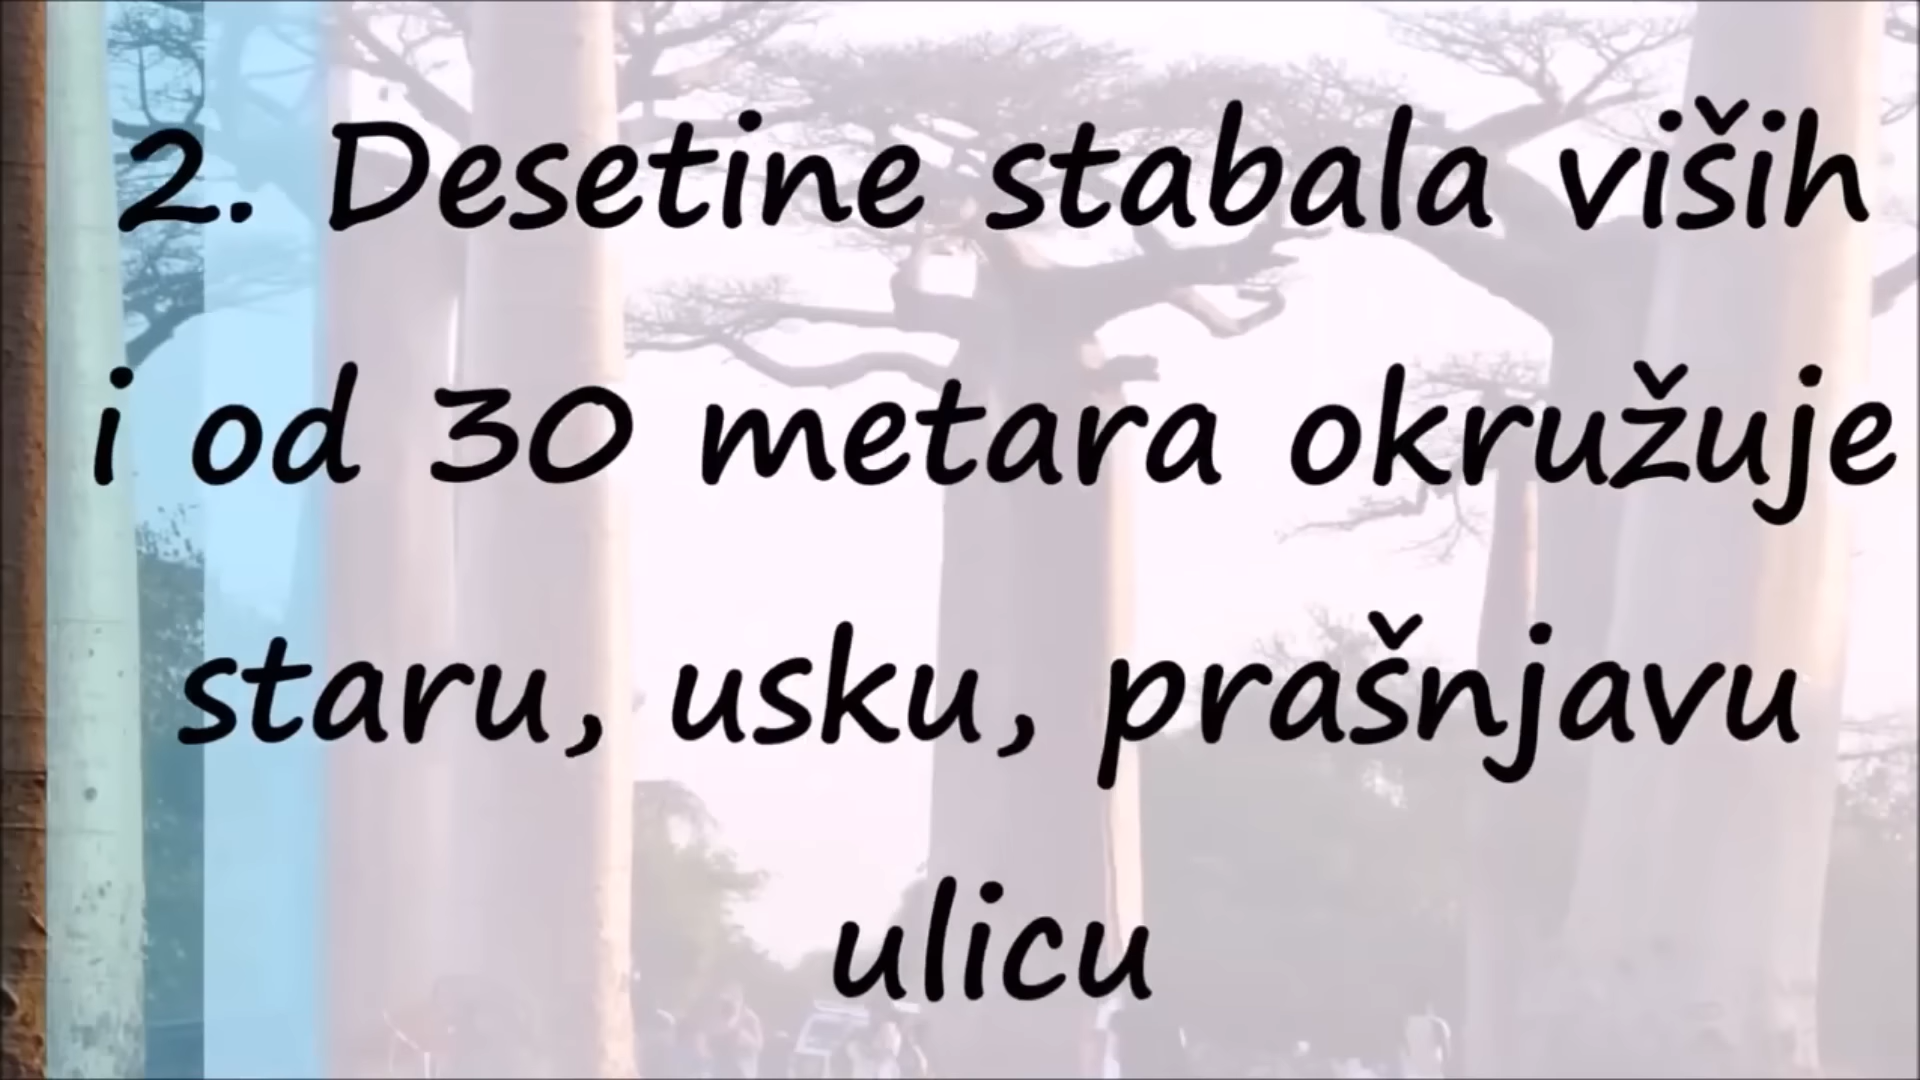 2. Desetine stabala viših
i od 30 metara okružuje
staru, usku, prašnjavu
ulicu